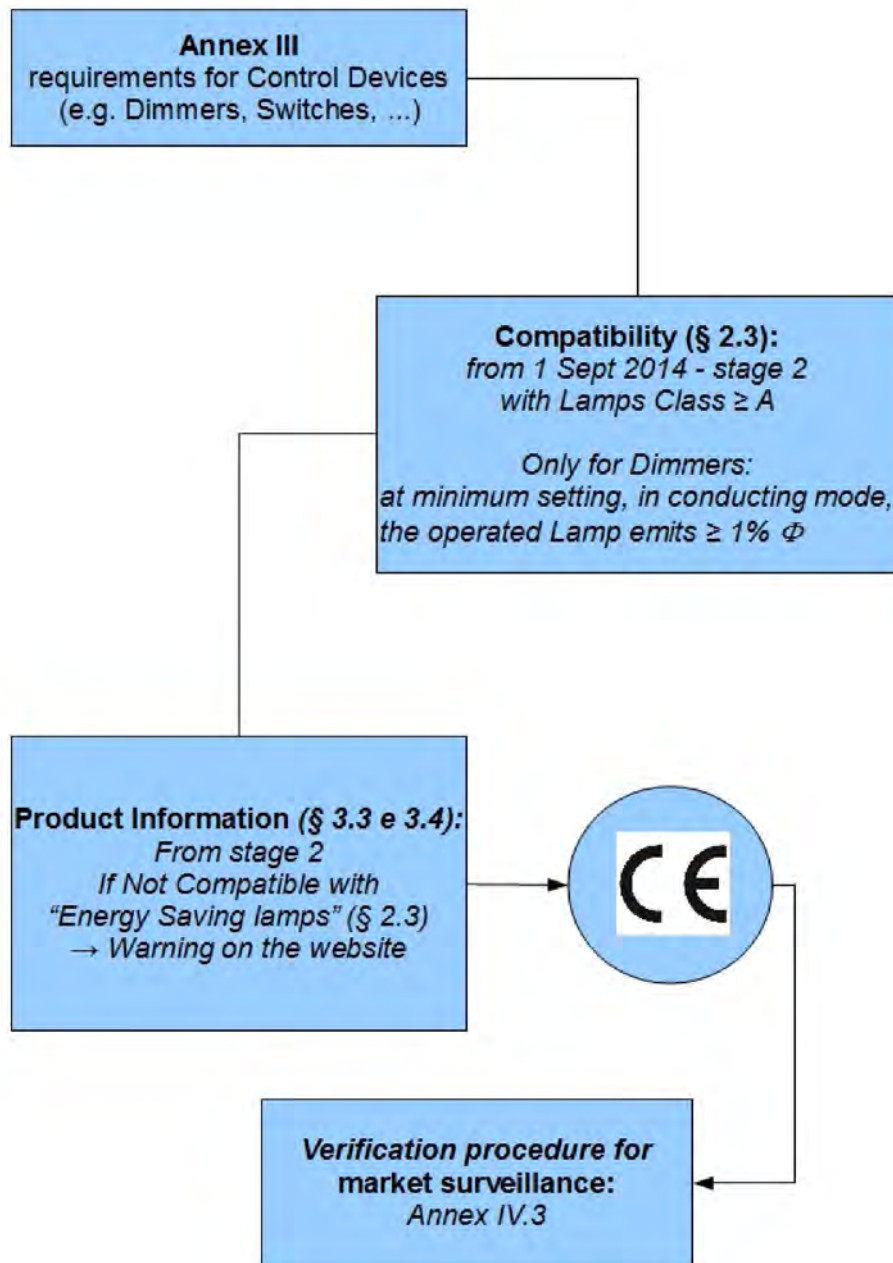 Annex III
requirements for Control Devices
(e.g. Dimmers, Switches, ...)
Compatibility (§ 2.3):
from 1 Sept 2014 - stage 2
with Lamps Class ≥ A
Only for Dimmers:
at minimum setting, in conducting mode,
the operated Lamp emits ≥ 1% Φ
Product Information (§ 3.3 e 3.4):
From stage 2
If Not Compatible with
“Energy Saving lamps” (§ 2.3)
→ Warning on the website
CE
Verification procedure for
market surveillance:
Annex IV.3